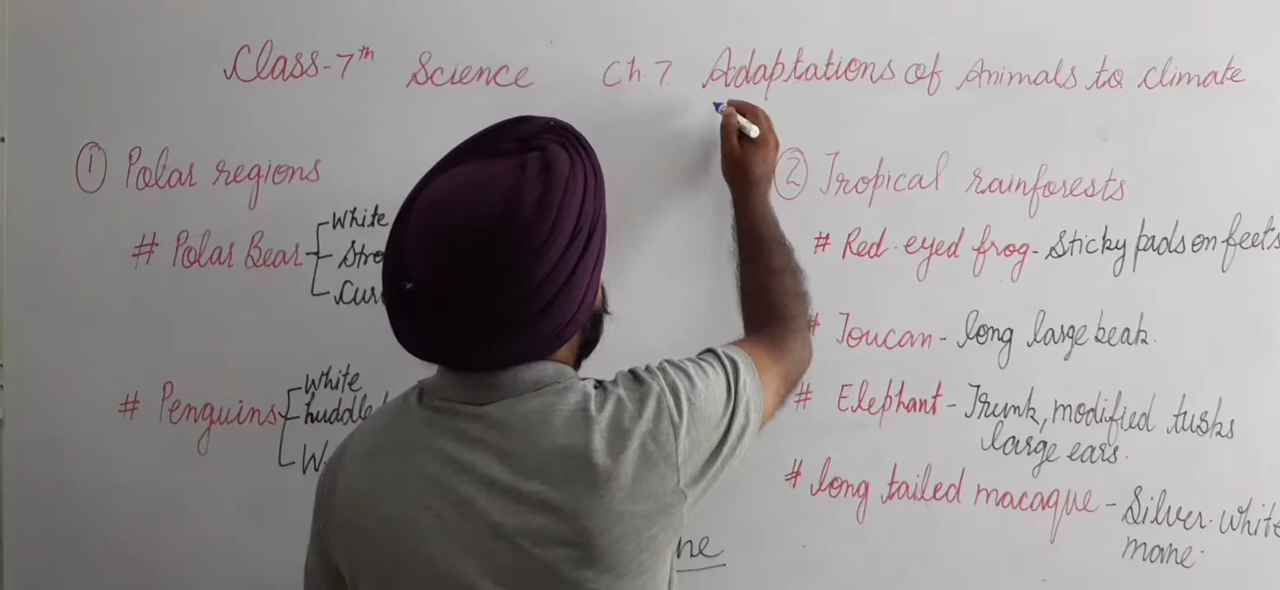 Class-7th Science Ch 7. Adaptations of Animals to climate
① Polar regions
# Polar Bear
White
# Penguins
White
huddle
② Tropical rainforests
# Red-eyed frog - Sticky pads on feets
# Toucan - long large beak.
# Elephant - Trunk, modified tusks
large ears.
# long tailed macaque - Silver-white
mane.